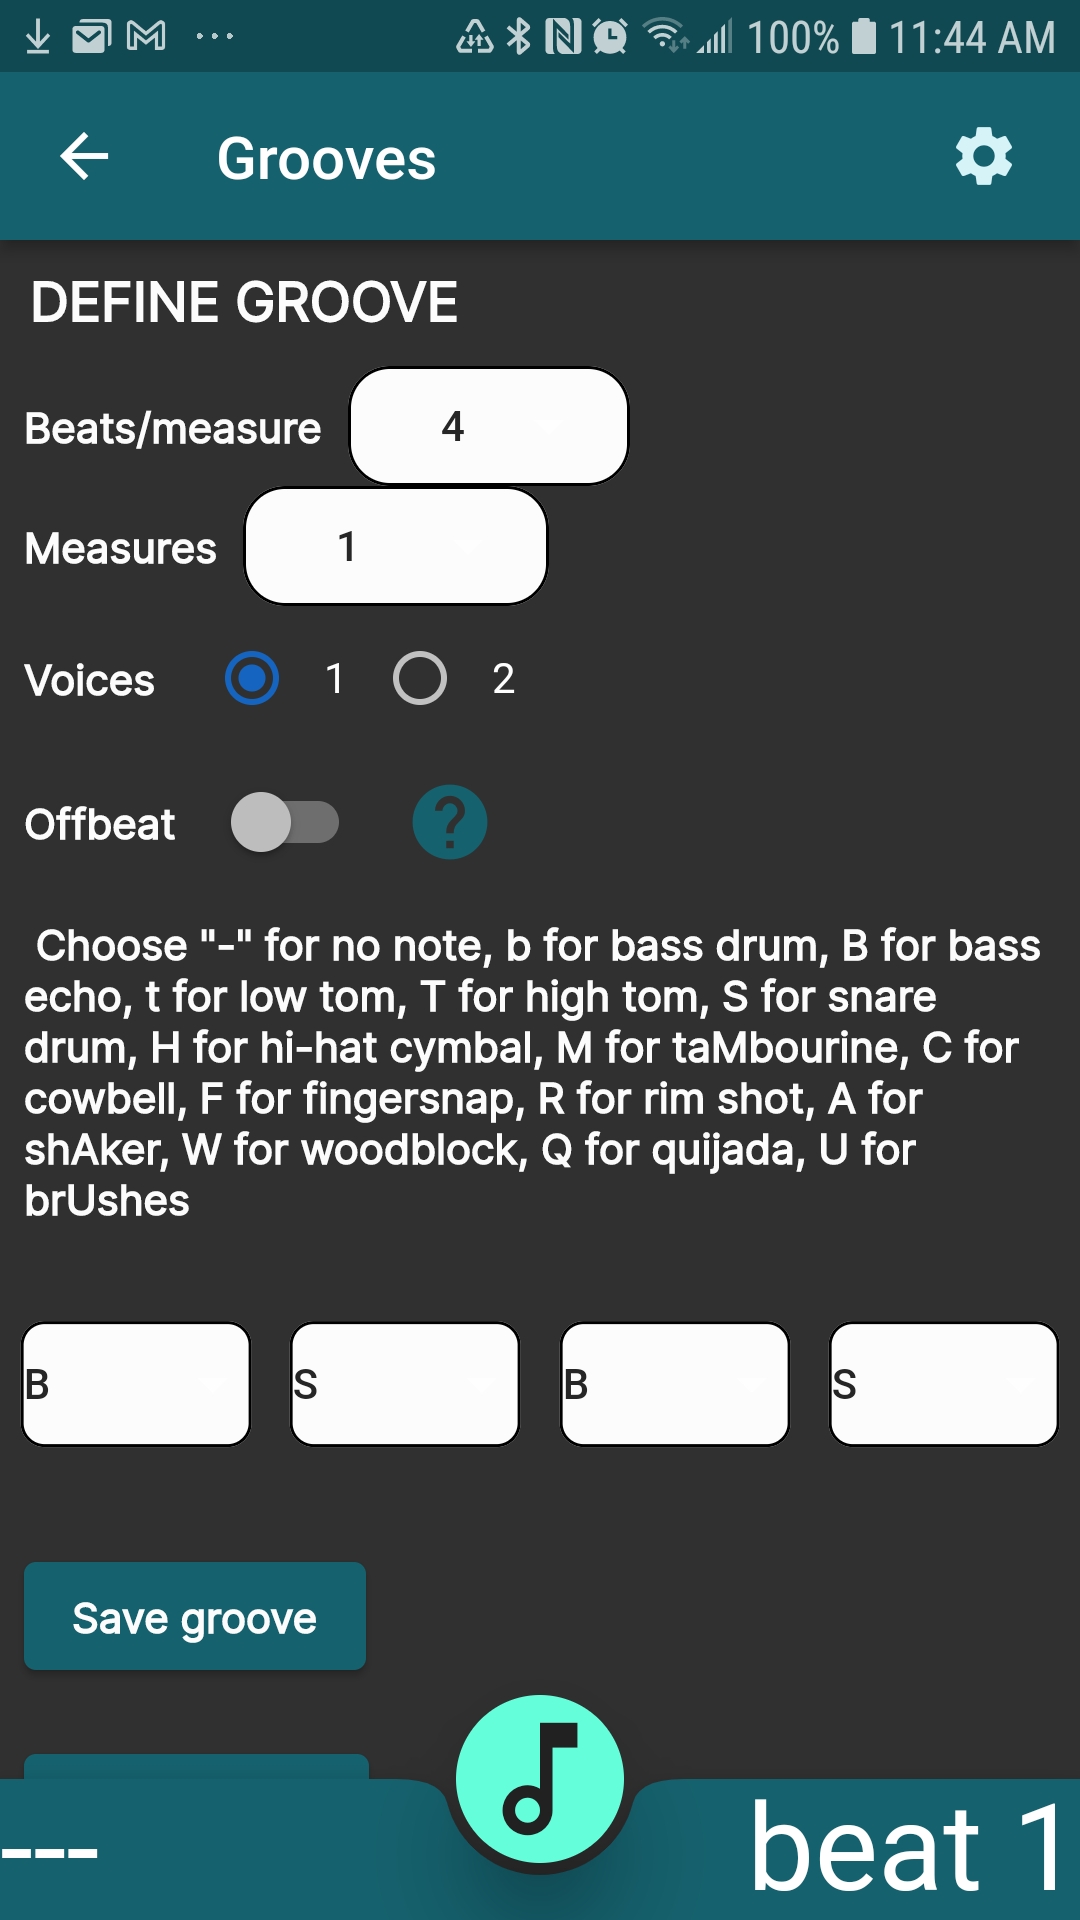 100% 11:44 AM
Grooves
DEFINE GROOVE
Beats/measure 4
Measures 1
Voices 1 2
Offbeat ?
Choose "-" for no note, b for bass drum, B for bass
echo, t for low tom, T for high tom, S for snare
drum, H for hi-hat cymbal, M for taMbourine, C for
cowbell, F for fingersnap, R for rim shot, A for
shAker, W for woodblock, Q for quijada, U for
brUshes
B S B S
Save groove
--- beat 1